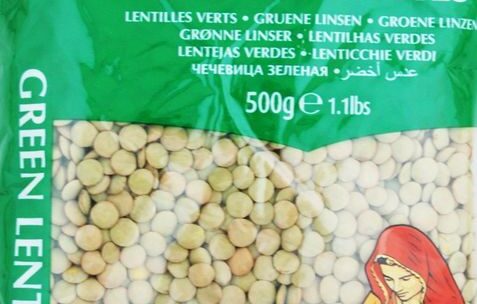 LENTILLES VERTS • GRUENE LINSEN • GROENE LINZEN
GRØNNE LINSER • LENTILHAS VERDES
LENTEJAS VERDES • LENTICCHIE VERDI
ЧЕЧЕВИЦА ЗЕЛЕНАЯ • عدس أخضر
500g ℮ 1.1lbs
GREEN LENT